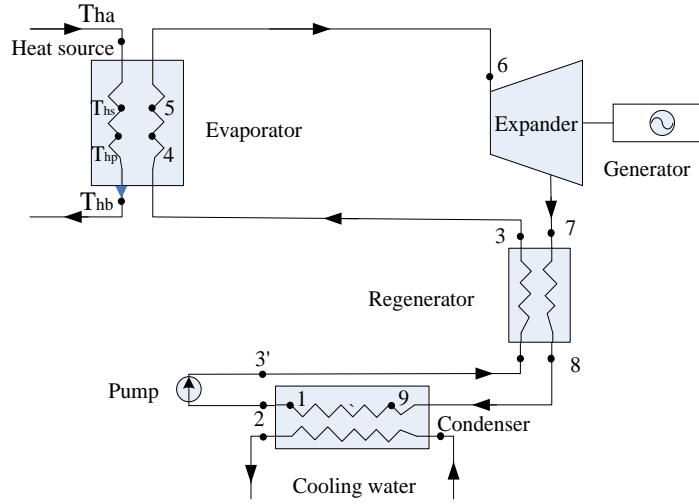 Tha
Heat source
6
Ths
5
Evaporator
Expander
Thp
4
Generator
Thb
3
7
Regenerator
3'
8
Pump
1
9
2
Condenser
Cooling water